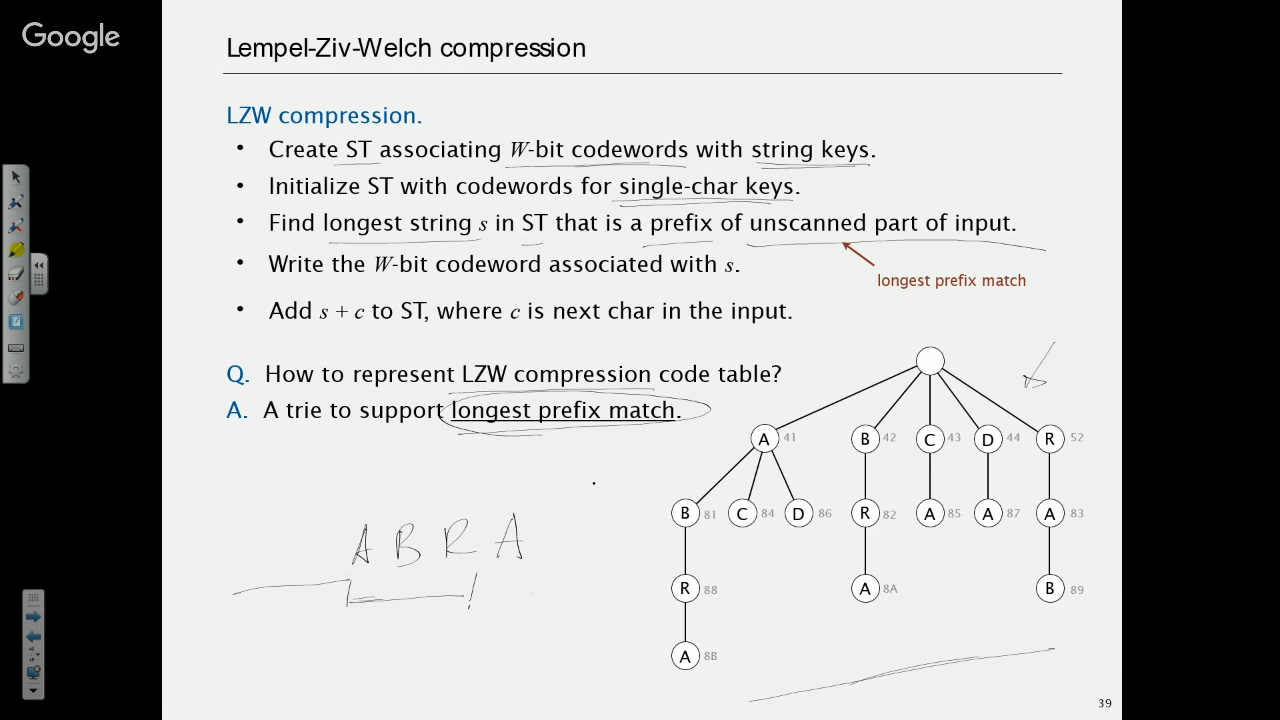 Google
Lempel-Ziv-Welch compression
LZW compression.
• Create ST associating W-bit codewords with string keys.
• Initialize ST with codewords for single-char keys.
• Find longest string s in ST that is a prefix of unscanned part of input.
longest prefix match
• Write the W-bit codeword associated with s.
• Add s + c to ST, where c is next char in the input.
Q. How to represent LZW compression code table?
A. A trie to support longest prefix match.
A 41 B 42 C 43 D 44 R 52
B 81 C 84 D 86 R 82 A 85 A 87 A 83
A B R A
R 88 A 8A B 89
A 8B
39